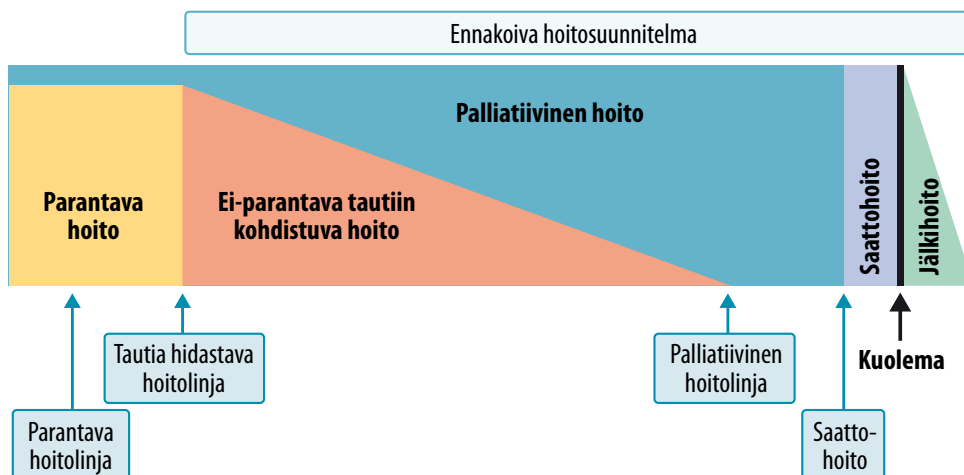 Ennakoiva hoitosuunnitelma
Palliatiivinen hoito
Parantava
hoito
Ei-parantava tautiin
kohdistuva hoito
Saattohoito
Jälkihoito
Tautia hidastava
hoitolinja
Palliatiivinen
hoitolinja
Kuolema
Parantava
hoitolinja
Saatto-
hoito